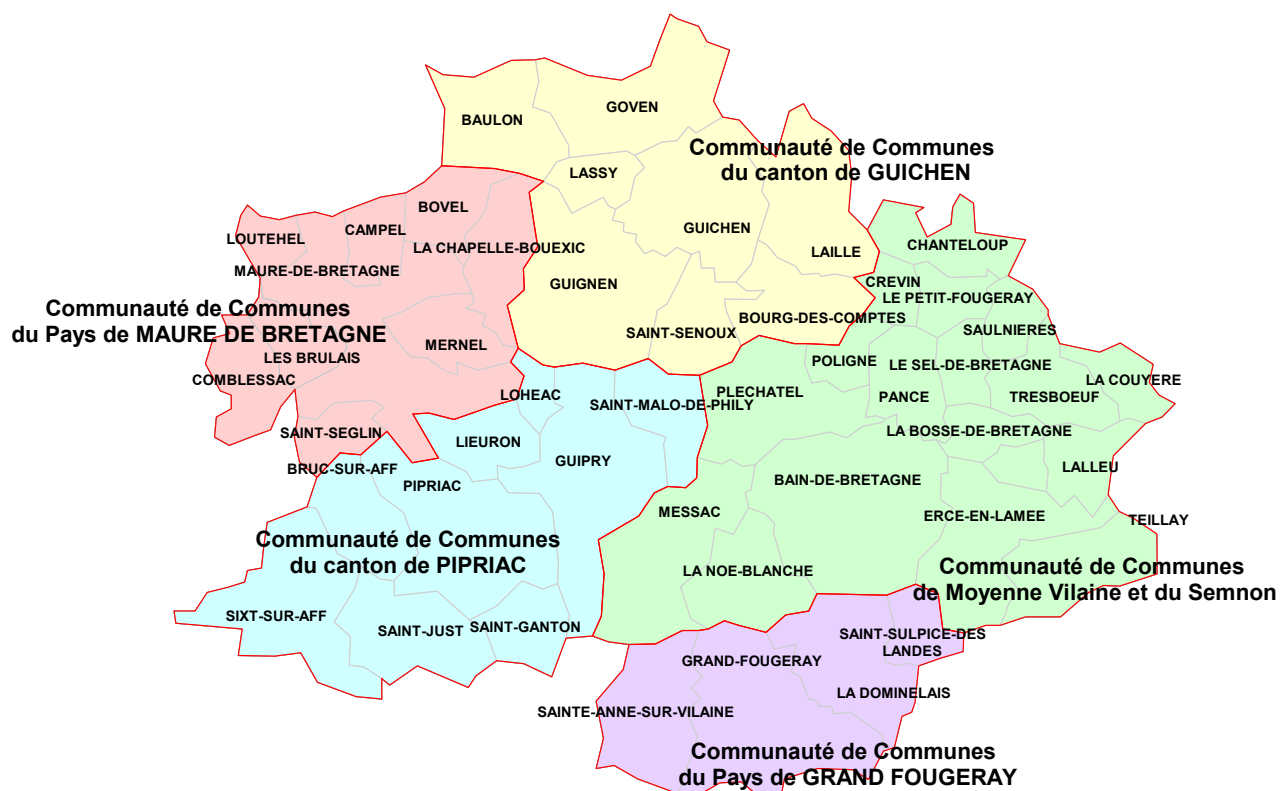 GOVEN
BAULON
Communauté de Communes
du canton de GUICHEN
LASSY
BOVEL
CAMPEL
GUICHEN
LOUTEHEL
LA CHAPELLE-BOUEXIC
LAILLE
CHANTELOUP
MAURE-DE-BRETAGNE
GUIGNEN
CREVIN
LE PETIT-FOUGERAY
Communauté de Communes
du Pays de MAURE DE BRETAGNE
BOURG-DES-COMPTES
SAINT-SENOUX
SAULNIERES
MERNEL
LES BRULAIS
POLIGNE
LE SEL-DE-BRETAGNE
COMBLESSAC
LA COUYERE
LOHEAC
PLECHATEL
SAINT-MALO-DE-PHILY
PANCE
TRESBOEUF
SAINT-SEGLIN
LA BOSSE-DE-BRETAGNE
LIEURON
GUIPRY
BRUC-SUR-AFF
LALLEU
PIPRIAC
BAIN-DE-BRETAGNE
MESSAC
ERCE-EN-LAMEE
TEILLAY
Communauté de Communes
du canton de PIPRIAC
LA NOE-BLANCHE
Communauté de Communes
de Moyenne Vilaine et du Semnon
SIXT-SUR-AFF
SAINT-JUST
SAINT-GANTON
SAINT-SULPICE-DES
LANDES
GRAND-FOUGERAY
LA DOMINELAIS
SAINTE-ANNE-SUR-VILAINE
Communauté de Communes
du Pays de GRAND FOUGERAY